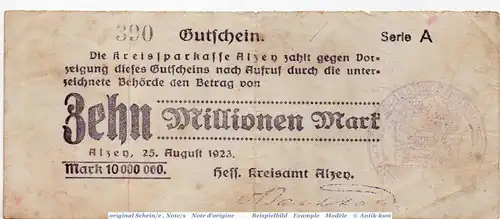 390 Gutschein. Serie A
Die Kreissparkasse Alzey zahlt gegen Vor-
zeigung dieses Gutscheins nach Aufruf durch die unter-
zeichnete Behörde den Betrag von
Zehn Millionen Mark
Alzey, 25. August 1923.
Mark 10 000 000. Hess. Kreisamt Alzey.
original Schein/e . Note/s Note d'origine Beispielbild Example Modèle © Antik-ksm